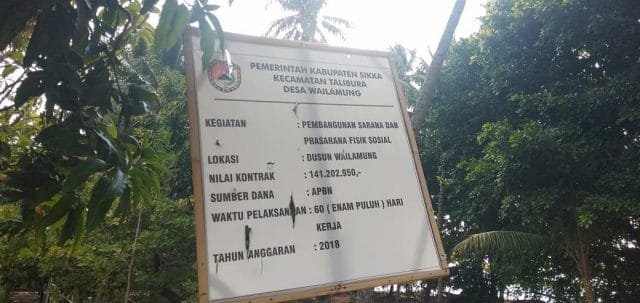 PEMERINTAH KABUPATEN SIKKA
KECAMATAN TALIBURA
DESA WAILAMUNG
KEGIATAN : PEMBANGUNAN SARANA DAN
PRASARANA FISIK SOSIAL
LOKASI : DUSUN WAILAMUNG
NILAI KONTRAK : 141.202.950,-
SUMBER DANA : APBN
WAKTU PELAKSANAAN : 60 ( ENAM PULUH ) HARI
KERJA
TAHUN ANGGARAN : 2018